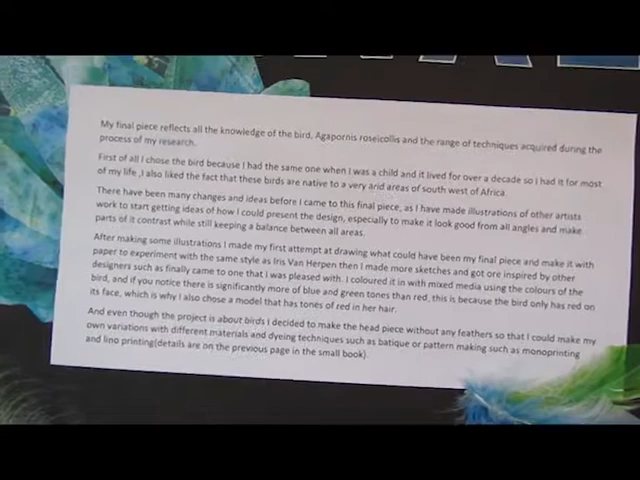 My final piece reflects all the knowledge of the bird, Agapornis roseicollis and the range of techniques acquired during the
process of my research.
First of all I chose the bird because I had the same one when I was a child and it lived for over a decade so i had it for most
of my life ,I also liked the fact that these birds are native to a very arid areas of south west of Africa.
There have been many changes and ideas before I came to this final piece, as I have made illustrations of other artists
work to start getting ideas of how I could present the design, especially to make it look good from all angles and make
parts of it contrast while still keeping a balance between all areas.
After making some illustrations I made my first attempt at drawing what could have been my final piece and make it with
paper to experiment with the same style as Iris Van Herpen then I made more sketches and got ore inspired by other
designers such as finally came to one that I was pleased with. I coloured it in with mixed media using the colours of the
bird, and if you notice there is significantly more of blue and green tones than red, this is because the bird only has red on
its face, which is why I also chose a model that has tones of red in her hair.
And even though the project is about birds I decided to make the head piece without any feathers so that I could make my
own variations with different materials and dyeing techniques such as batique or pattern making such as monoprinting
and lino printing(details are on the previous page in the small book).